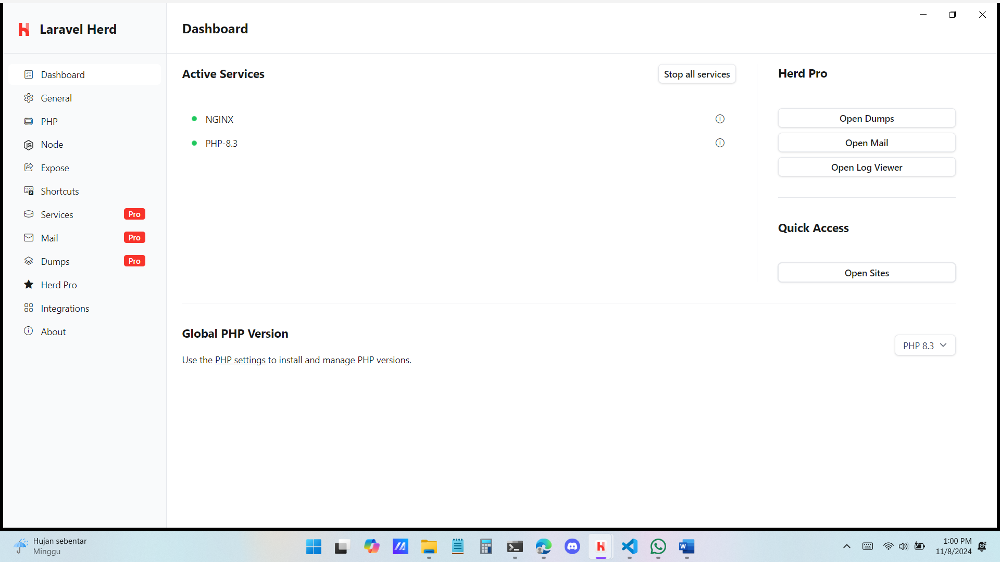 Laravel Herd
Dashboard
General
PHP
Node
Expose
Shortcuts
Services Pro
Mail Pro
Dumps Pro
Herd Pro
Integrations
About
Dashboard
Active Services
Stop all services
NGINX
PHP-8.3
Herd Pro
Open Dumps
Open Mail
Open Log Viewer
Quick Access
Open Sites
Global PHP Version
Use the PHP settings to install and manage PHP versions.
PHP 8.3
Hujan sebentar
Minggu
1:00 PM
11/8/2024